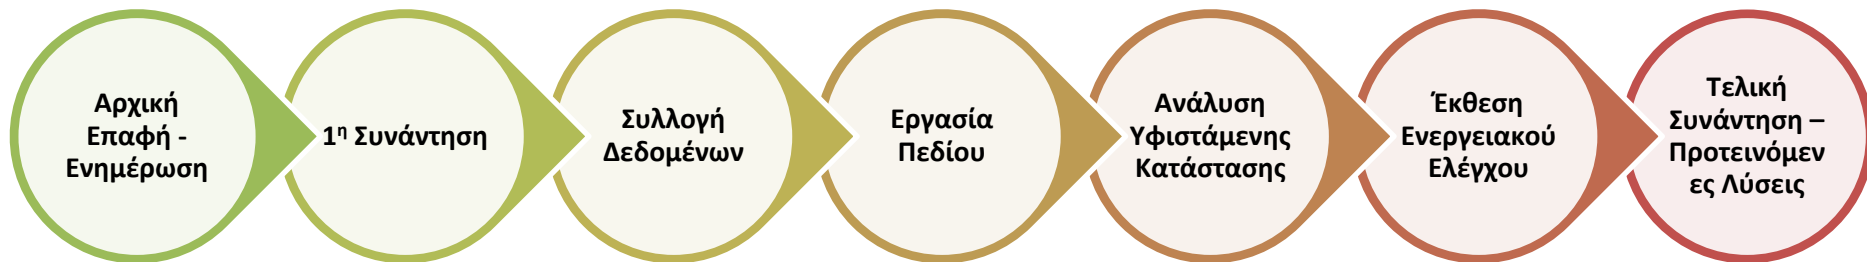 Αρχική
Επαφή -
Ενημέρωση
1η Συνάντηση
Συλλογή
Δεδομένων
Εργασία
Πεδίου
Ανάλυση
Υφιστάμενης
Κατάστασης
Έκθεση
Ενεργειακού
Ελέγχου
Τελική
Συνάντηση –
Προτεινόμεν
ες Λύσεις